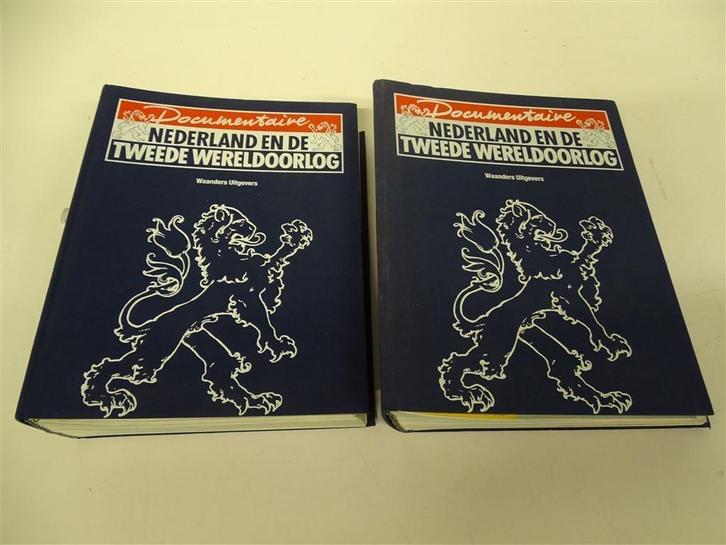 Documentaire
NEDERLAND EN DE
TWEEDE WERELDOORLOG
Waanders Uitgevers
Documentaire
NEDERLAND EN DE
TWEEDE WERELDOORLOG
Waanders Uitgevers